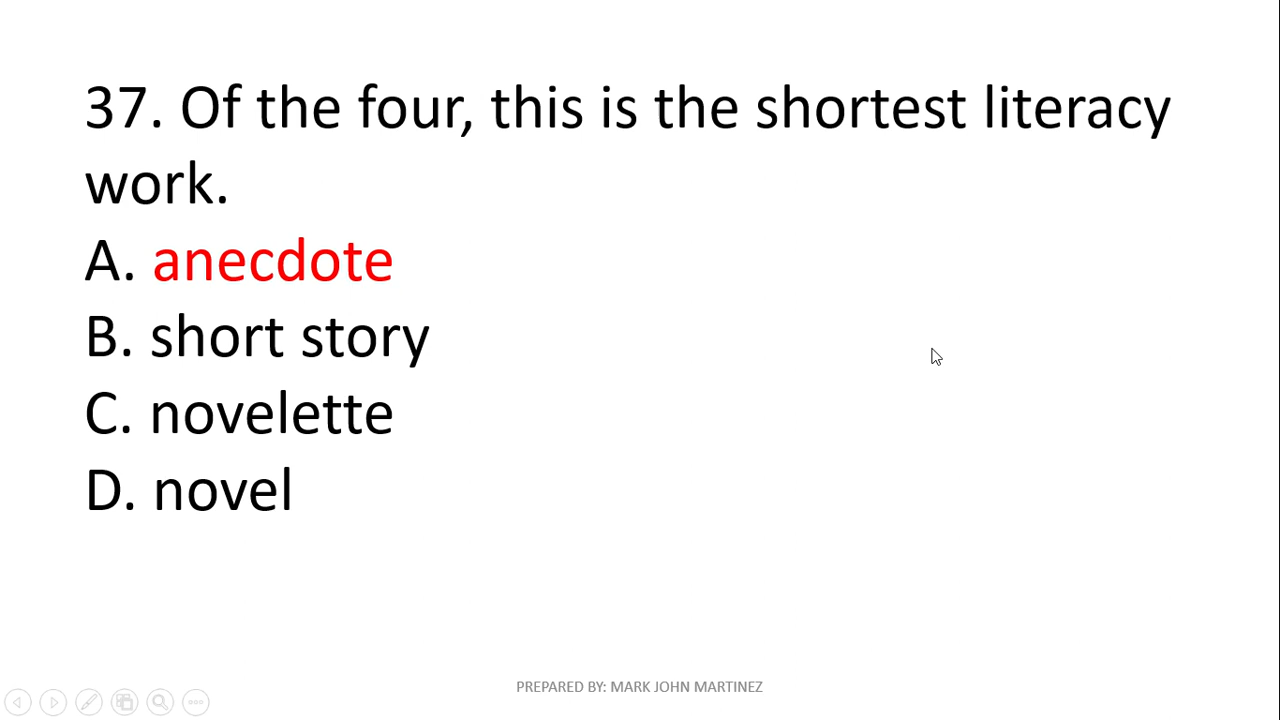 37. Of the four, this is the shortest literacy
work.
A. anecdote
B. short story
C. novelette
D. novel
PREPARED BY: MARK JOHN MARTINEZ